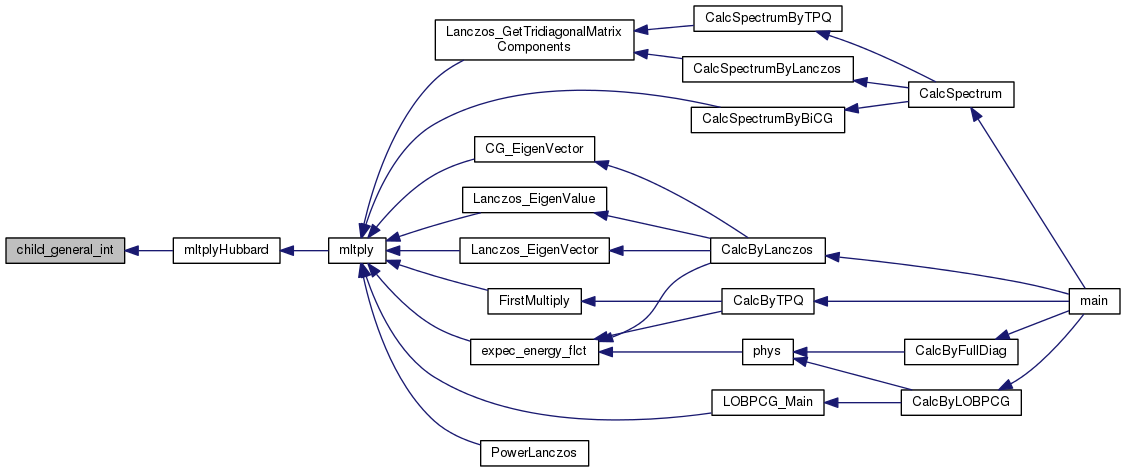 child_general_int
mltplyHubbard
mltply
Lanczos_GetTridiagonalMatrix
Components
CalcSpectrumByTPQ
CalcSpectrumByLanczos
CalcSpectrum
CalcSpectrumByBiCG
CG_EigenVector
Lanczos_EigenValue
Lanczos_EigenVector
CalcByLanczos
FirstMultiply
CalcByTPQ
main
expec_energy_flct
phys
CalcByFullDiag
LOBPCG_Main
CalcByLOBPCG
PowerLanczos